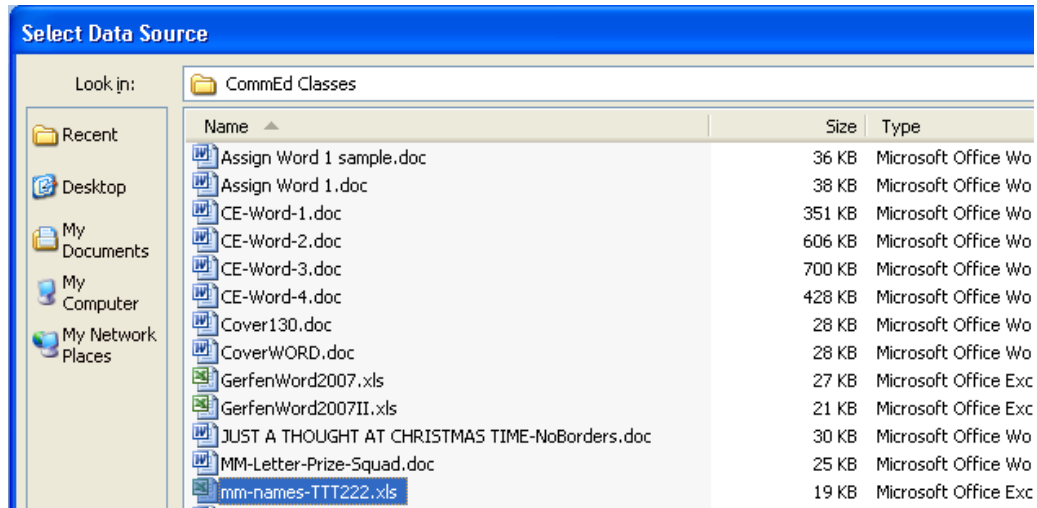 Select Data Source
Look in: CommEd Classes
Name Size Type
Recent
Desktop
My Documents
My Computer
My Network Places
Assign Word 1 sample.doc 36 KB Microsoft Office Wo
Assign Word 1.doc 38 KB Microsoft Office Wo
CE-Word-1.doc 351 KB Microsoft Office Wo
CE-Word-2.doc 606 KB Microsoft Office Wo
CE-Word-3.doc 700 KB Microsoft Office Wo
CE-Word-4.doc 428 KB Microsoft Office Wo
Cover130.doc 28 KB Microsoft Office Wo
CoverWORD.doc 28 KB Microsoft Office Wo
GerfenWord2007.xls 27 KB Microsoft Office Exc
GerfenWord2007II.xls 21 KB Microsoft Office Exc
JUST A THOUGHT AT CHRISTMAS TIME-NoBorders.doc 30 KB Microsoft Office Wo
MM-Letter-Prize-Squad.doc 25 KB Microsoft Office Wo
mm-names-TTT222.xls 19 KB Microsoft Office Exc